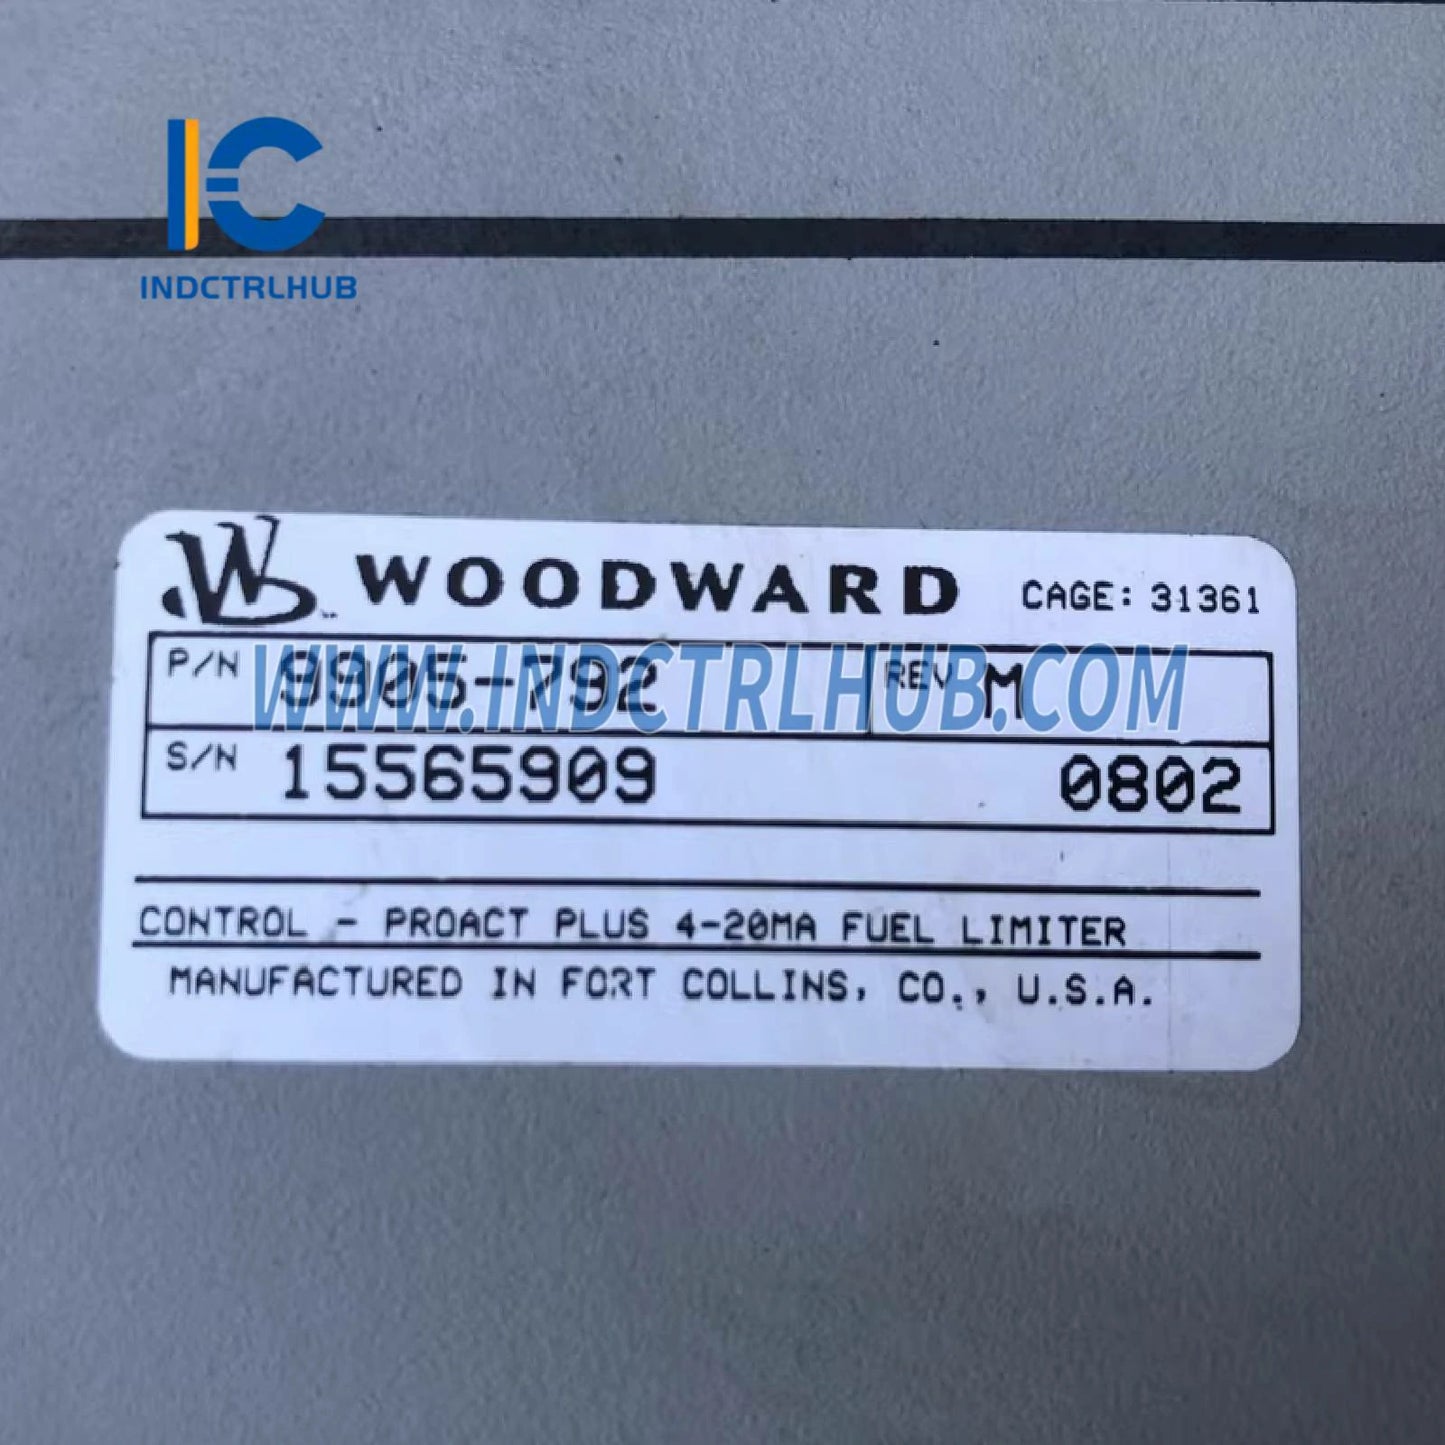 INDCTRLHUB
WOODWARD CAGE: 31361
P/N 9905-792 REV M
WWW.INDCTRLHUB.COM
S/N 15565909 0802
CONTROL - PROACT PLUS 4-20MA FUEL LIMITER
MANUFACTURED IN FORT COLLINS, CO., U.S.A.